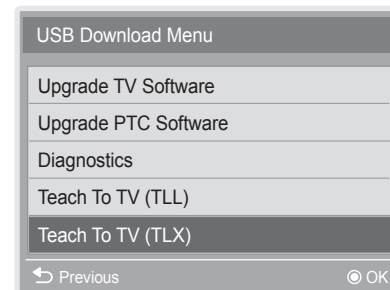 USB Download Menu
Upgrade TV Software
Upgrade PTC Software
Diagnostics
Teach To TV (TLL)
Teach To TV (TLX)
Previous OK